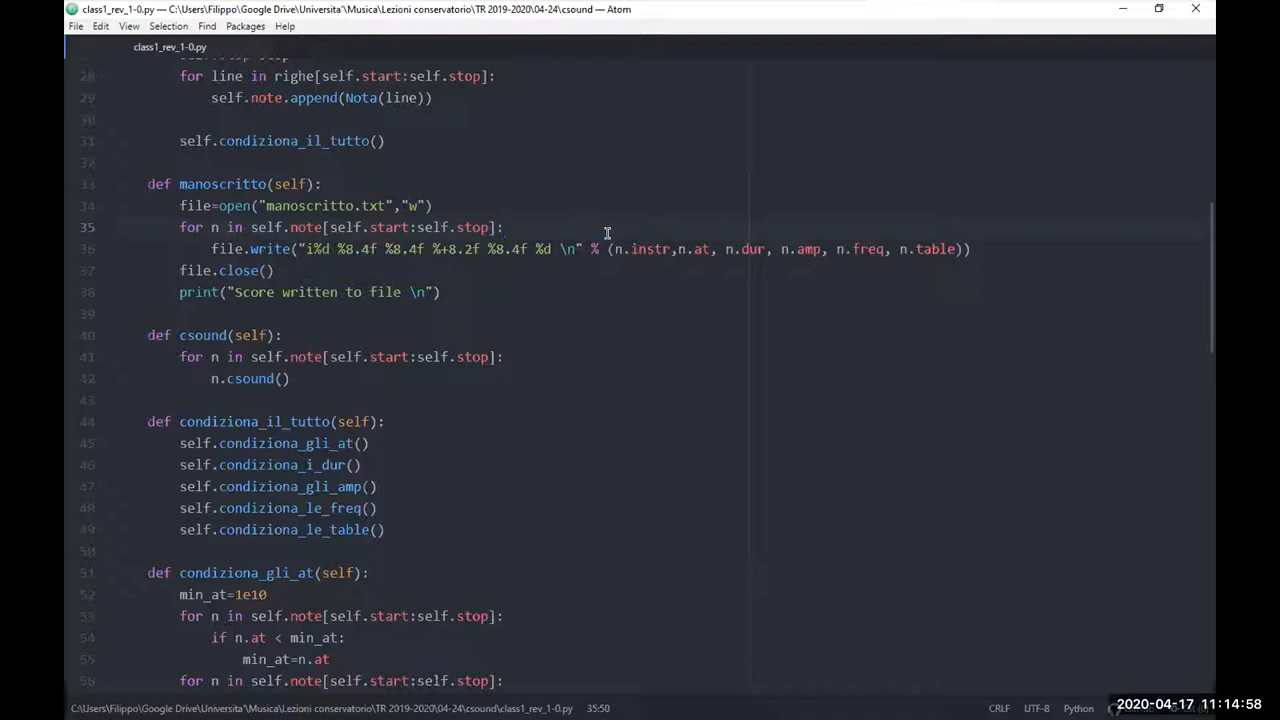 class1_rev_1-0.py — C:\Users\Filippo\Google Drive\Universita'\Musica\Lezioni conservatorio\TR 2019-2020\04-24\csound — Atom
File Edit View Selection Find Packages Help
class1_rev_1-0.py
28 for line in righe[self.start:self.stop]:
29 self.note.append(Nota(line))
30
31 self.condiziona_il_tutto()
32
33 def manoscritto(self):
34 file=open("manoscritto.txt","w")
35 for n in self.note[self.start:self.stop]:
36 file.write("i%d %8.4f %8.4f %+8.2f %8.4f %d \n" % (n.instr,n.at, n.dur, n.amp, n.freq, n.table))
37 file.close()
38 print("Score written to file \n")
39
40 def csound(self):
41 for n in self.note[self.start:self.stop]:
42 n.csound()
43
44 def condiziona_il_tutto(self):
45 self.condiziona_gli_at()
46 self.condiziona_i_dur()
47 self.condiziona_gli_amp()
48 self.condiziona_le_freq()
49 self.condiziona_le_table()
50
51 def condiziona_gli_at(self):
52 min_at=1e10
53 for n in self.note[self.start:self.stop]:
54 if n.at < min_at:
55 min_at=n.at
56 for n in self.note[self.start:self.stop]:
C:\Users\Filippo\Google Drive\Universita'\Musica\Lezioni conservatorio\TR 2019-2020\04-24\csound\class1_rev_1-0.py 35:50 CRLF UTF-8 Python
2020-04-17 11:14:58